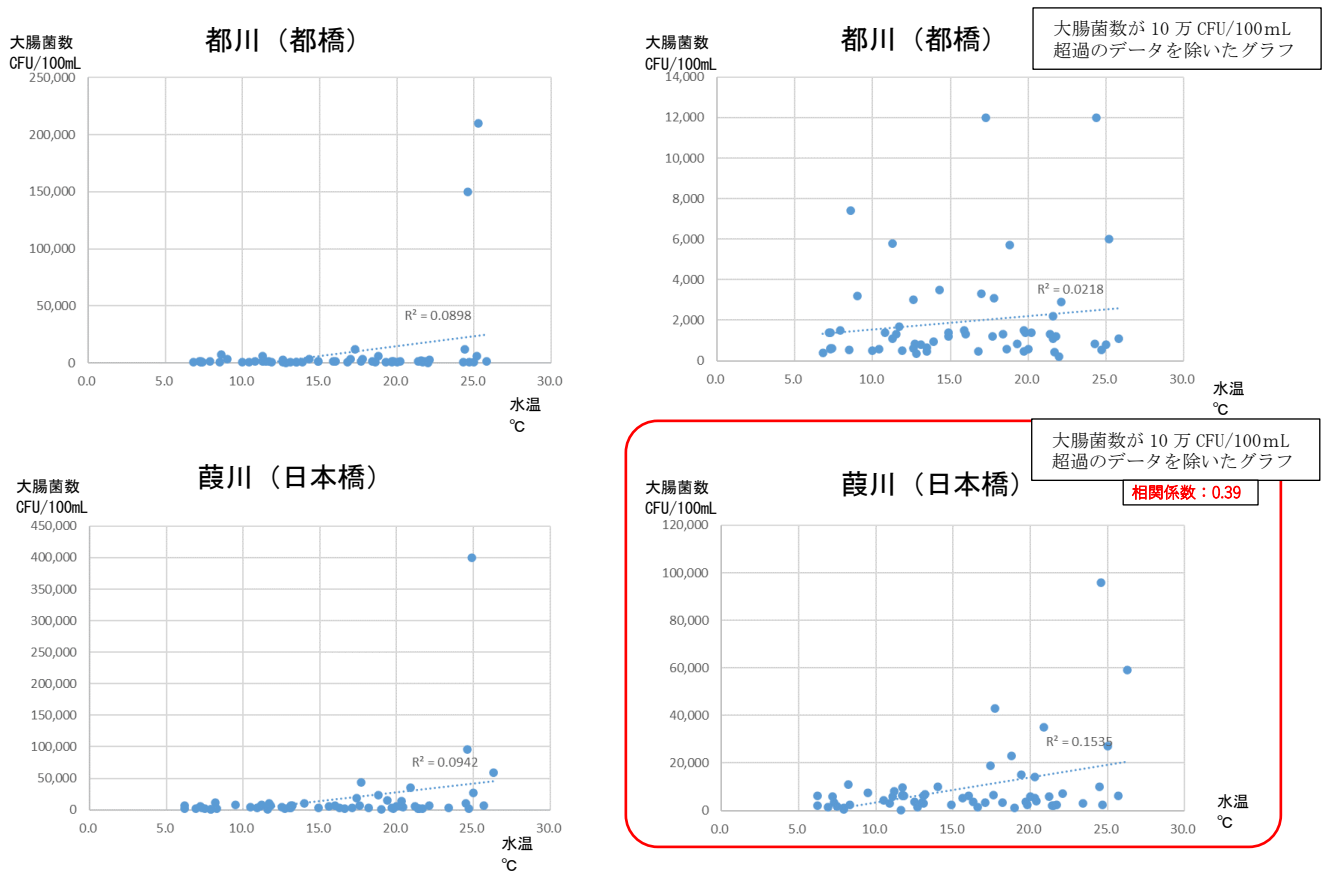 都川（都橋）
大腸菌数
CFU/100mL
250,000
200,000
150,000
100,000
50,000
0
R² = 0.0898
0.0 5.0 10.0 15.0 20.0 25.0 30.0
水温
℃
大腸菌数が 10 万 CFU/100mL
超過のデータを除いたグラフ
都川（都橋）
大腸菌数
CFU/100mL
14,000
12,000
10,000
8,000
6,000
4,000
2,000
0
R² = 0.0218
0.0 5.0 10.0 15.0 20.0 25.0 30.0
水温
℃
葭川（日本橋）
大腸菌数
CFU/100mL
450,000
400,000
350,000
300,000
250,000
200,000
150,000
100,000
50,000
0
R² = 0.0942
0.0 5.0 10.0 15.0 20.0 25.0 30.0
水温
℃
大腸菌数が 10 万 CFU/100mL
超過のデータを除いたグラフ
葭川（日本橋）
相関係数：0.39
大腸菌数
CFU/100mL
120,000
100,000
80,000
60,000
40,000
20,000
0
R² = 0.1535
0.0 5.0 10.0 15.0 20.0 25.0 30.0
水温
℃